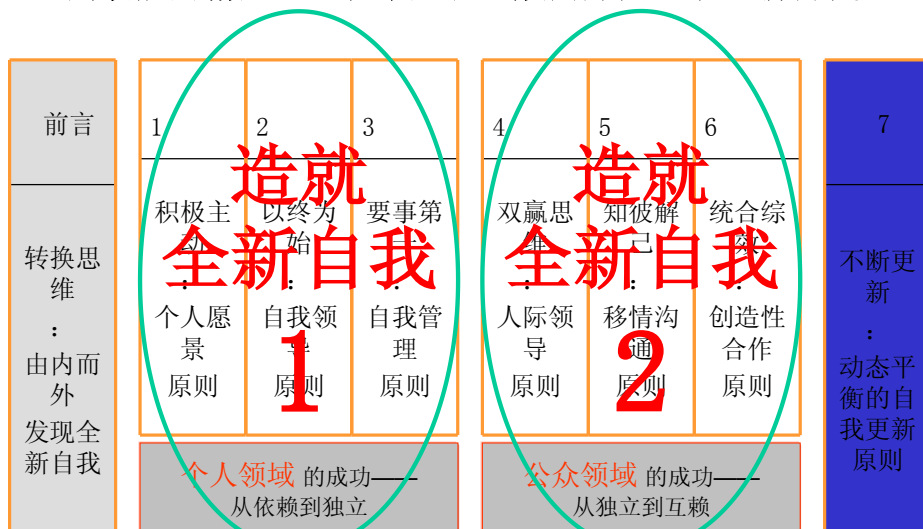 前言
转换思
维
:
由内而
外
发现全
新自我
1
积极主
动
:
个人愿
景
原则
2
以终为
始
:
自我领
导
原则
3
要事第
一
:
自我管
理
原则
造就
全新自我
1
个人领域 的成功——
从依赖到独立
4
双赢思
维
:
人际领
导
原则
5
知彼解
己
:
移情沟
通
原则
6
统合综
效
:
创造性
合作
原则
造就
全新自我
2
公众领域 的成功——
从独立到互赖
7
不断更
新
:
动态平
衡的自
我更新
原则